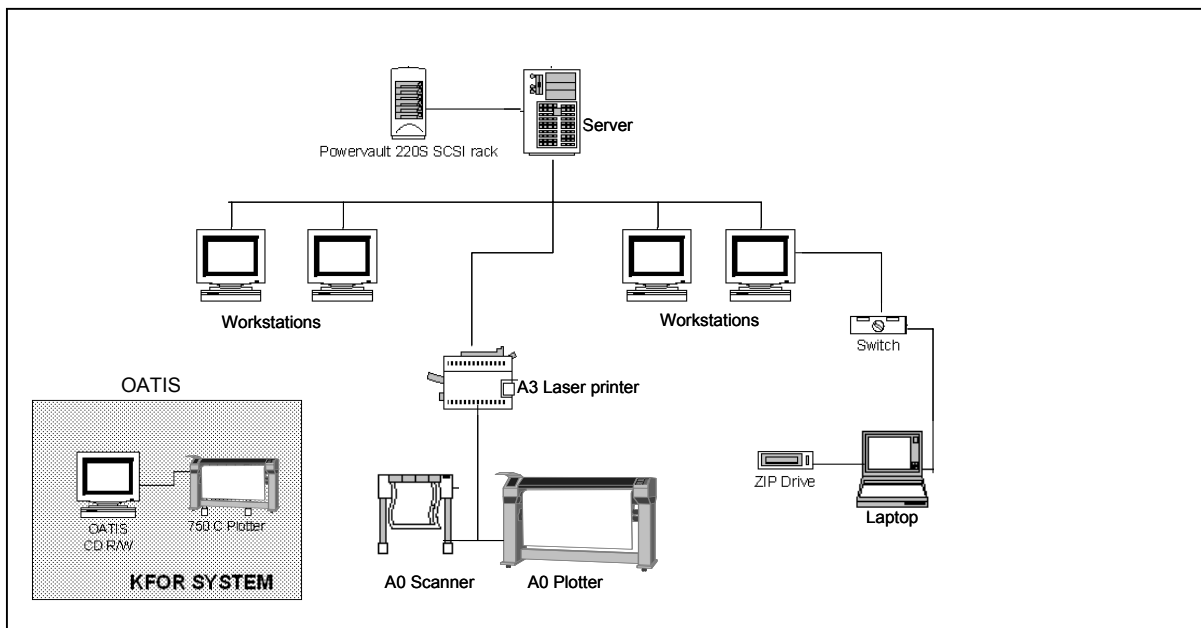 Server
Powervault 220S SCSI rack
Workstations
Workstations
Switch
A3 Laser printer
OATIS
ZIP Drive
Laptop
OATIS
CD R/W
750 C Plotter
KFOR SYSTEM
A0 Scanner
A0 Plotter